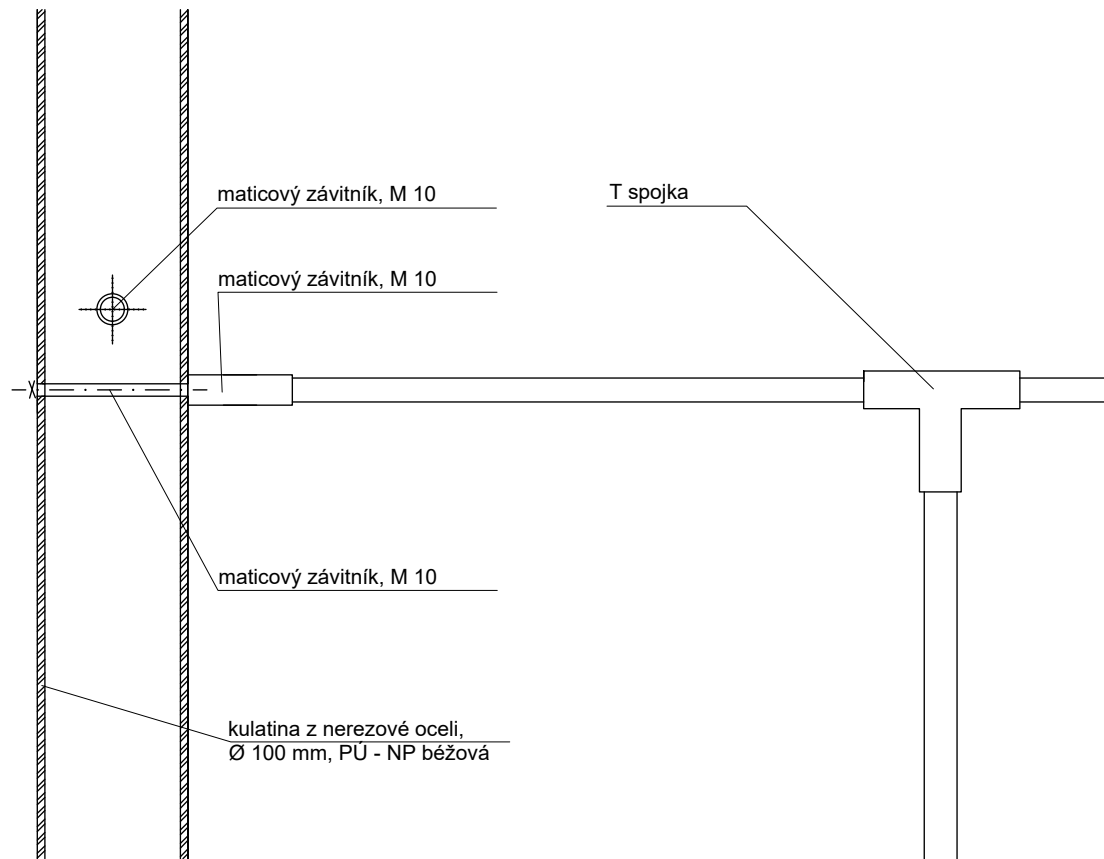 maticový závitník, M 10
T spojka
maticový závitník, M 10
maticový závitník, M 10
kulatina z nerezové oceli,
Ø 100 mm, PÚ - NP béžová